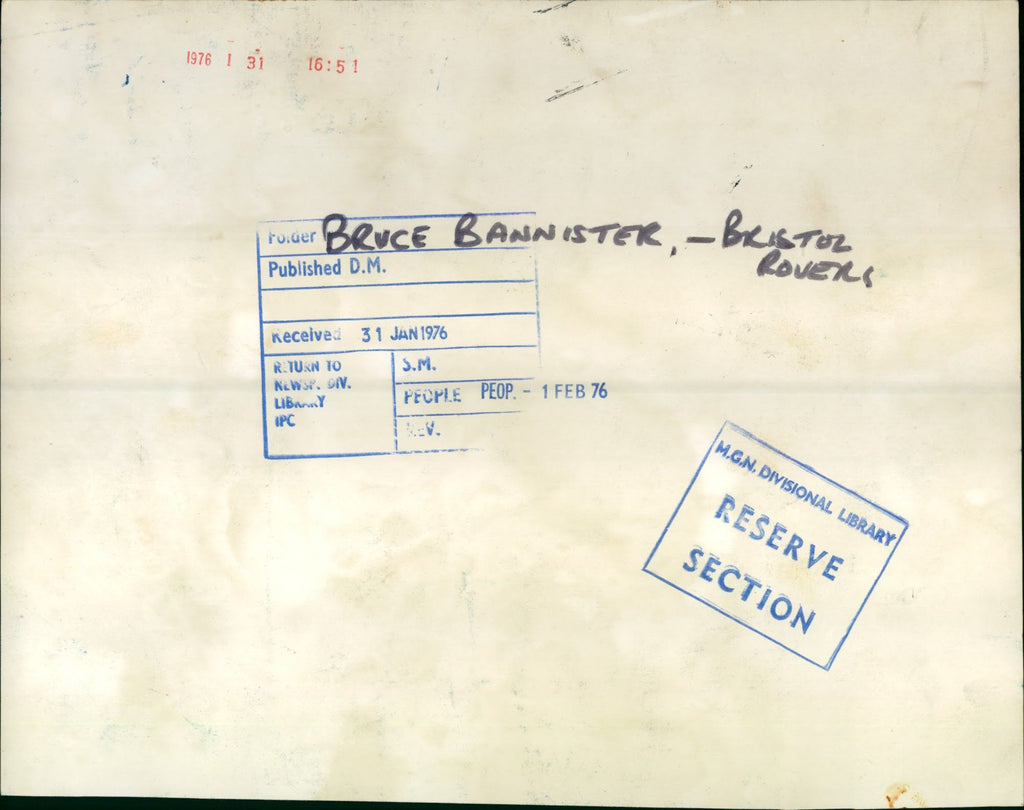 1976 1 31 16:51
Folder BRUCE BANNISTER, - BRISTOL
ROVERS
Published D.M.
Received 31 JAN 1976
RETURN TO
NEWSP. DIV.
LIBRARY
IPC
S.M.
PEOPLE PEOP. - 1 FEB 76
REV.
M.G.N. DIVISIONAL LIBRARY
RESERVE
SECTION